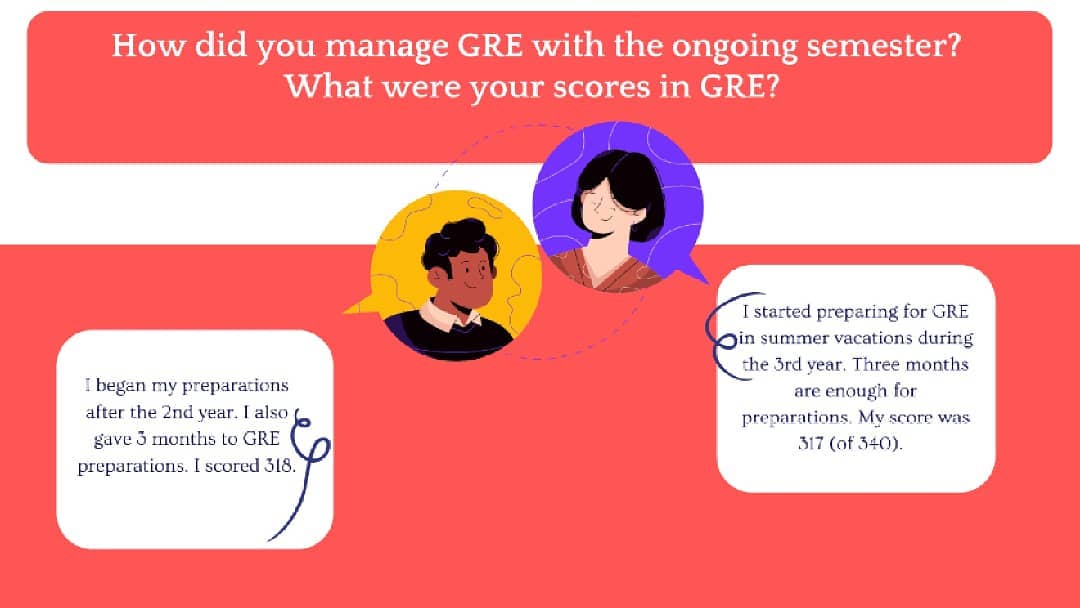 How did you manage GRE with the ongoing semester?
What were your scores in GRE?
I began my preparations
after the 2nd year. I also
gave 3 months to GRE
preparations. I scored 318.
I started preparing for GRE
in summer vacations during
the 3rd year. Three months
are enough for
preparations. My score was
317 (of 340).